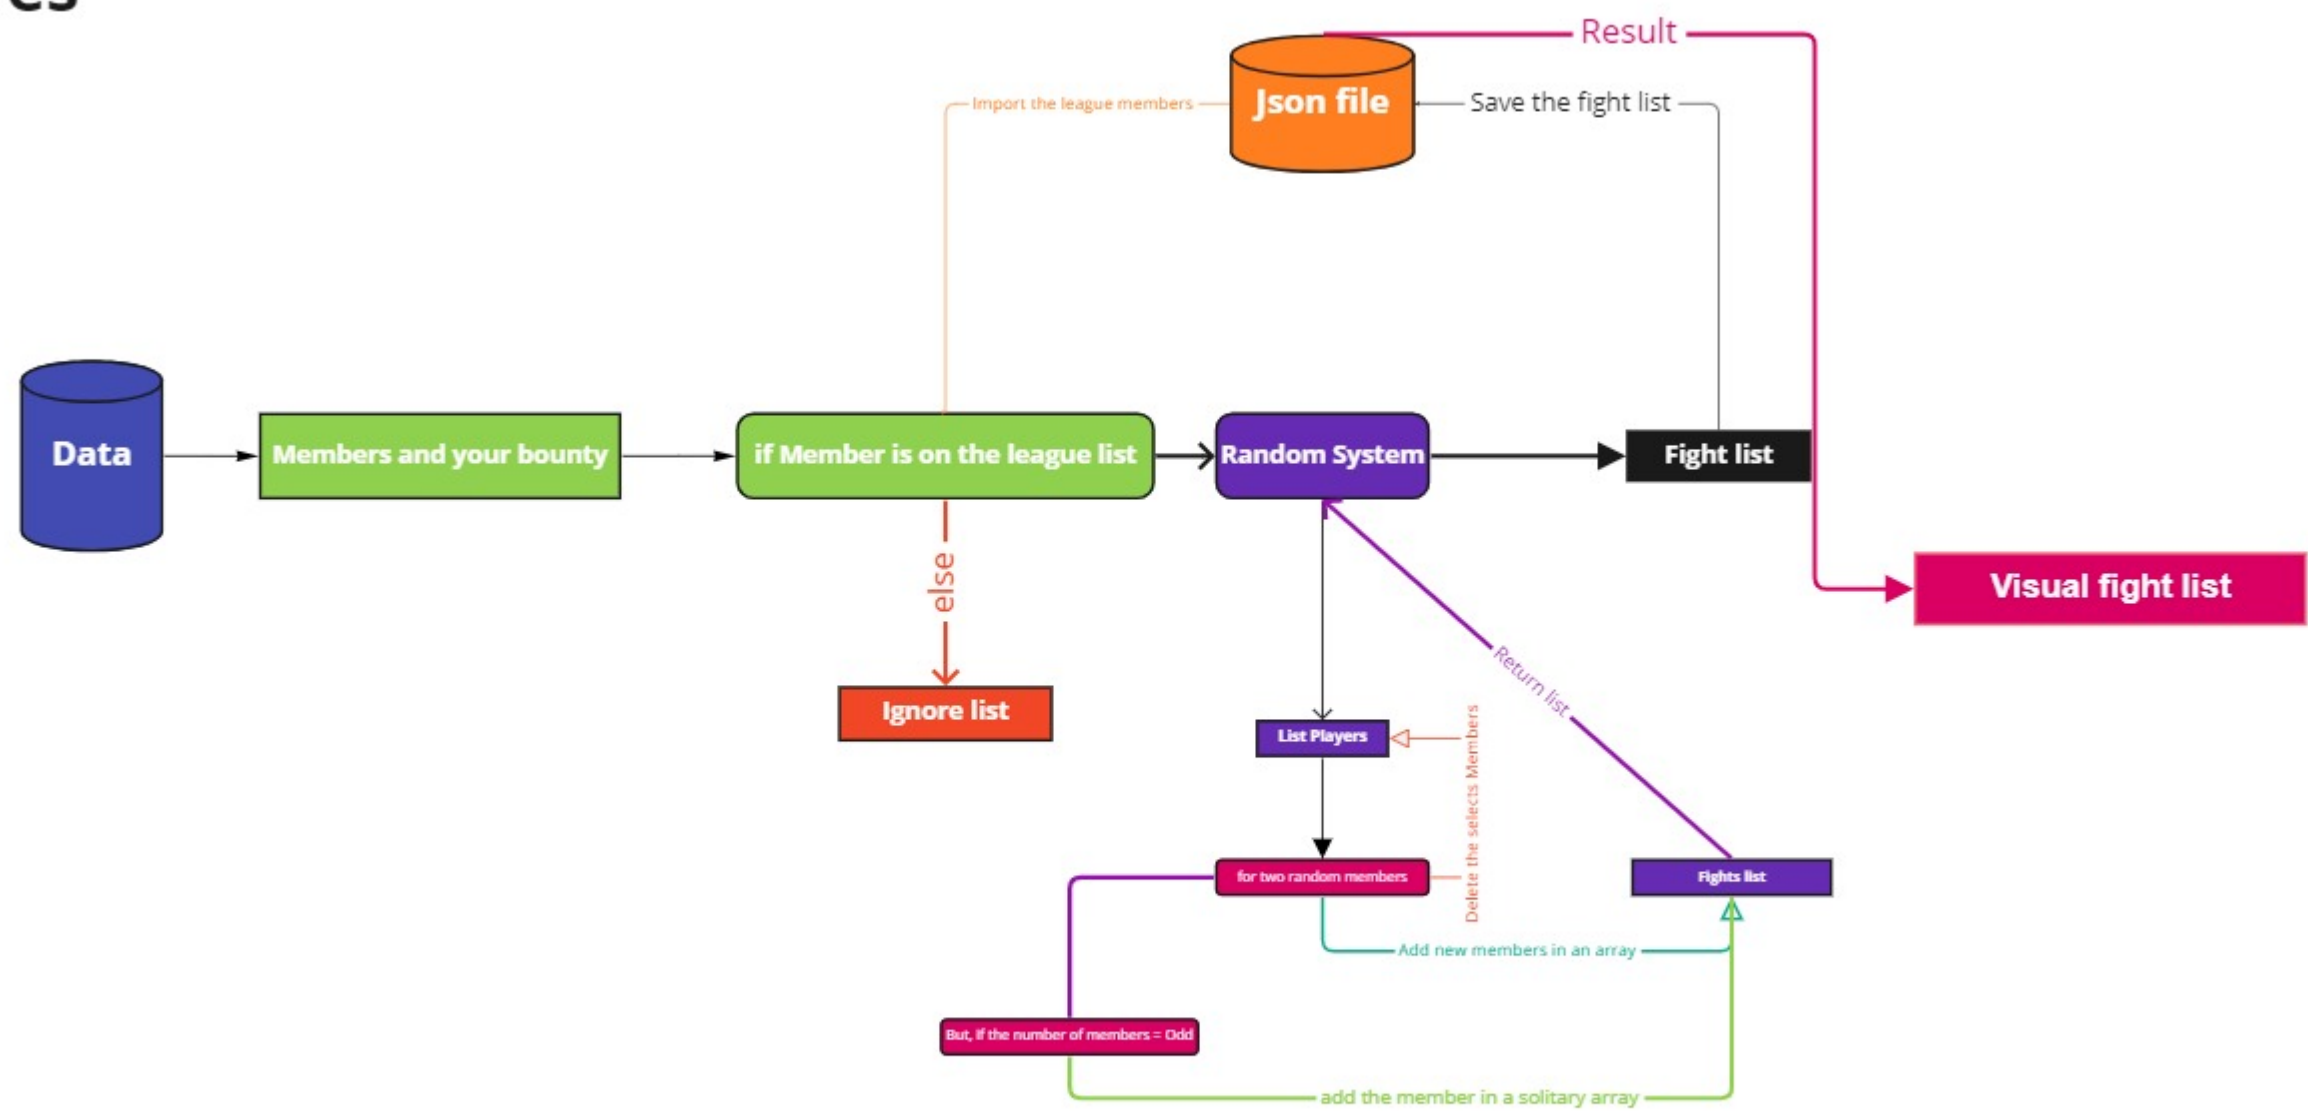 es
Result
Import the league members
Json file
Save the fight list
Data
Members and your bounty
if Member is on the league list
Random System
Fight list
else
Visual fight list
Return list
Ignore list
List Players
Delete the selects Members
for two random members
Fights list
Add new members in an array
But, if the number of members = Odd
add the member in a solitary array